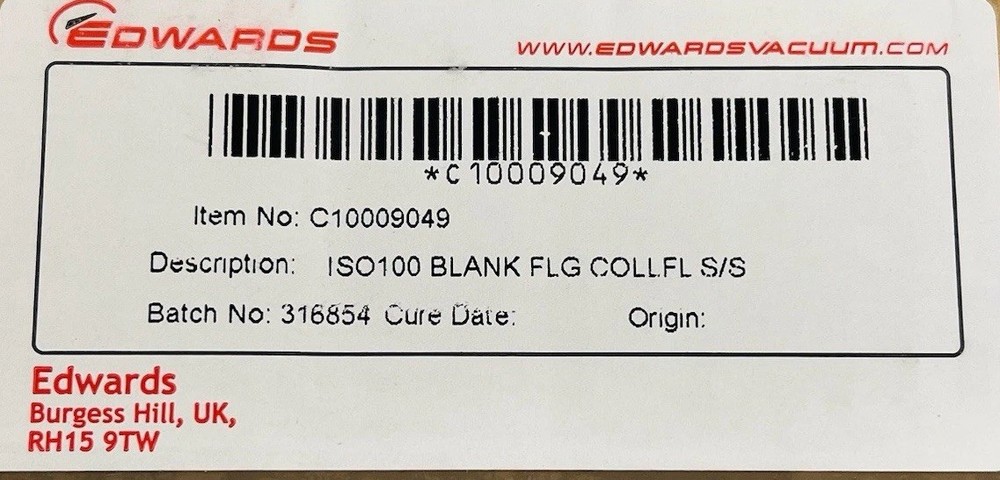 EDWARDS
WWW.EDWARDSVACUUM.COM
*C10009049*
Item No: C10009049
Description: ISO100 BLANK FLG COLLFL S/S
Batch No: 316854 Cure Date: Origin:
Edwards
Burgess Hill, UK,
RH15 9TW